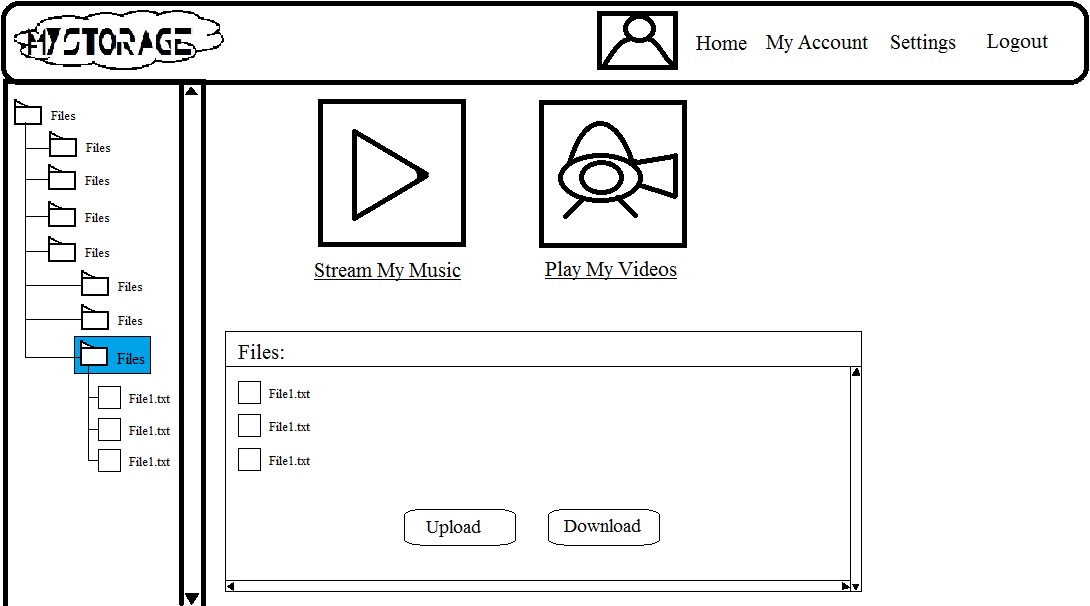 MYSTORAGE
Home My Account Settings Logout
Files
Files
Files
Files
Files
Files
Files
Files
File1.txt
File1.txt
File1.txt
Stream My Music
Play My Videos
Files:
File1.txt
File1.txt
File1.txt
Upload
Download